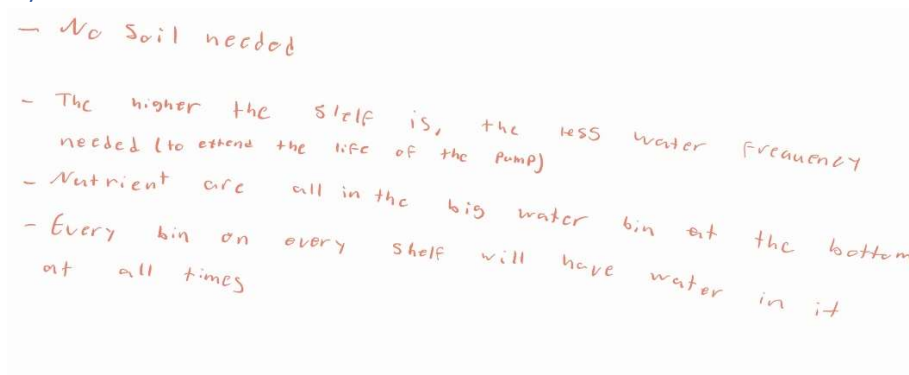 - No Soil needed
- The higher the shelf is, the less water frequency
needed (to extend the life of the pump)
- Nutrient are all in the big water bin at the bottom
- Every bin on every shelf will have water in it
at all times